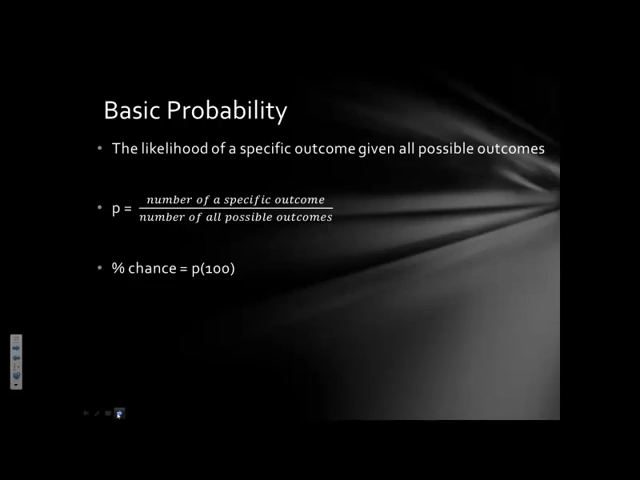 Basic Probability
• The likelihood of a specific outcome given all possible outcomes
• p = number of a specific outcome / number of all possible outcomes
• % chance = p(100)